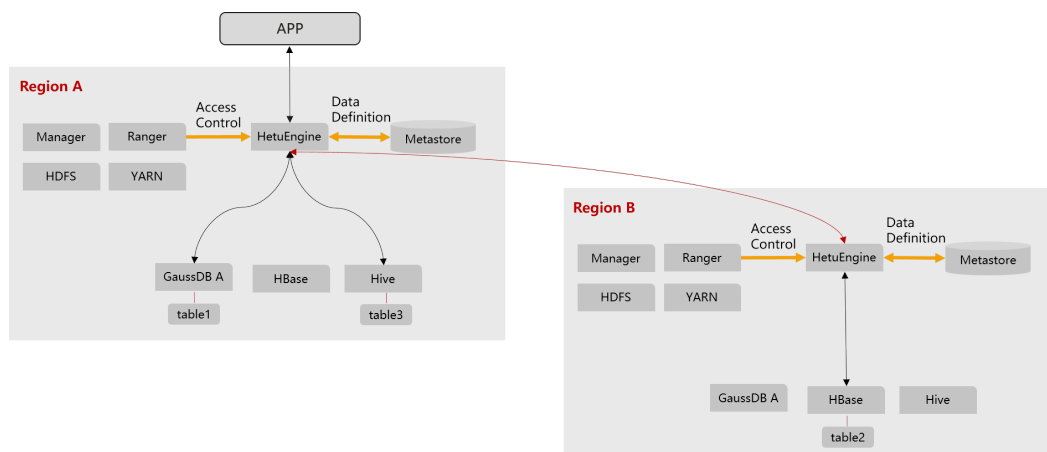 APP
Region A
Access
Control
Data
Definition
Manager
Ranger
HetuEngine
Metastore
HDFS
YARN
GaussDB A
HBase
Hive
table1
table3
Region B
Access
Control
Data
Definition
Manager
Ranger
HetuEngine
Metastore
HDFS
YARN
GaussDB A
HBase
Hive
table2